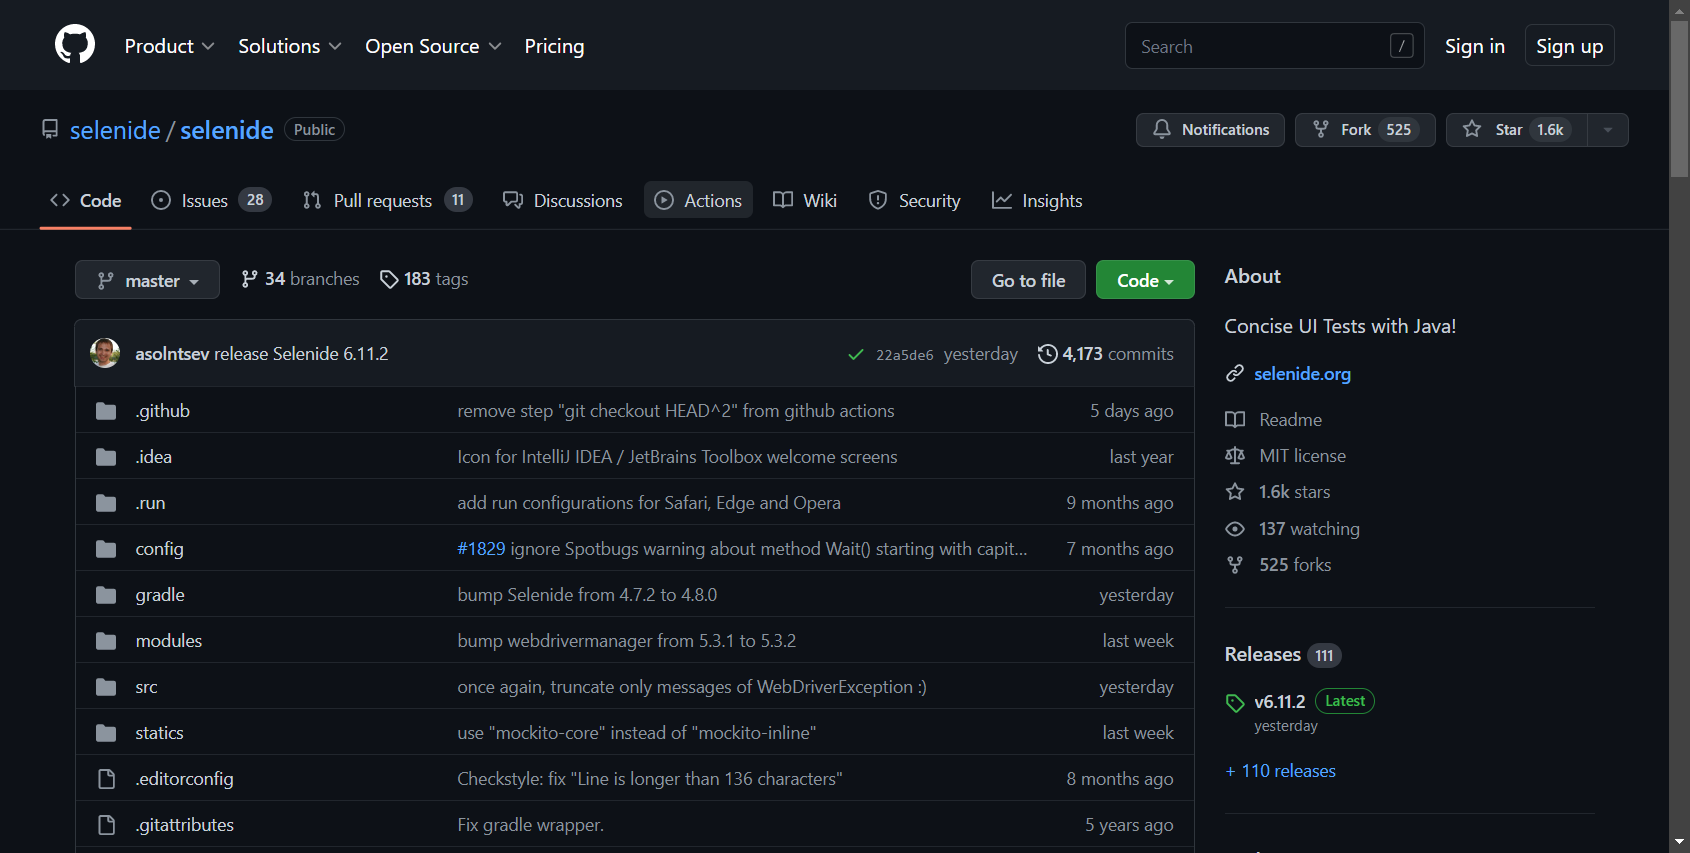 Product Solutions Open Source Pricing Search / Sign in Sign up
selenide / selenide Public Notifications Fork 525 Star 1.6k
Code Issues 28 Pull requests 11 Discussions Actions Wiki Security Insights
master 34 branches 183 tags Go to file Code
asolntsev release Selenide 6.11.2 22a5de6 yesterday 4,173 commits
.github remove step "git checkout HEAD^2" from github actions 5 days ago
.idea Icon for IntelliJ IDEA / JetBrains Toolbox welcome screens last year
.run add run configurations for Safari, Edge and Opera 9 months ago
config #1829 ignore Spotbugs warning about method Wait() starting with capit... 7 months ago
gradle bump Selenide from 4.7.2 to 4.8.0 yesterday
modules bump webdrivermanager from 5.3.1 to 5.3.2 last week
src once again, truncate only messages of WebDriverException :) yesterday
statics use "mockito-core" instead of "mockito-inline" last week
.editorconfig Checkstyle: fix "Line is longer than 136 characters" 8 months ago
.gitattributes Fix gradle wrapper. 5 years ago
About
Concise UI Tests with Java!
selenide.org
Readme
MIT license
1.6k stars
137 watching
525 forks
Releases 111
v6.11.2 Latest
yesterday
+ 110 releases